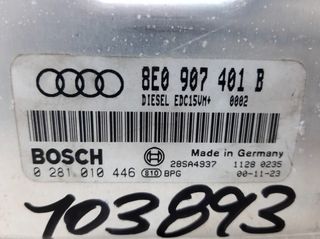 8E0 907 401 B
DIESEL EDC15VM+ 0002
BOSCH
Made in Germany
28SA4937 1128 0235
0 281 010 446 S10 BPG 00-11-23
103893